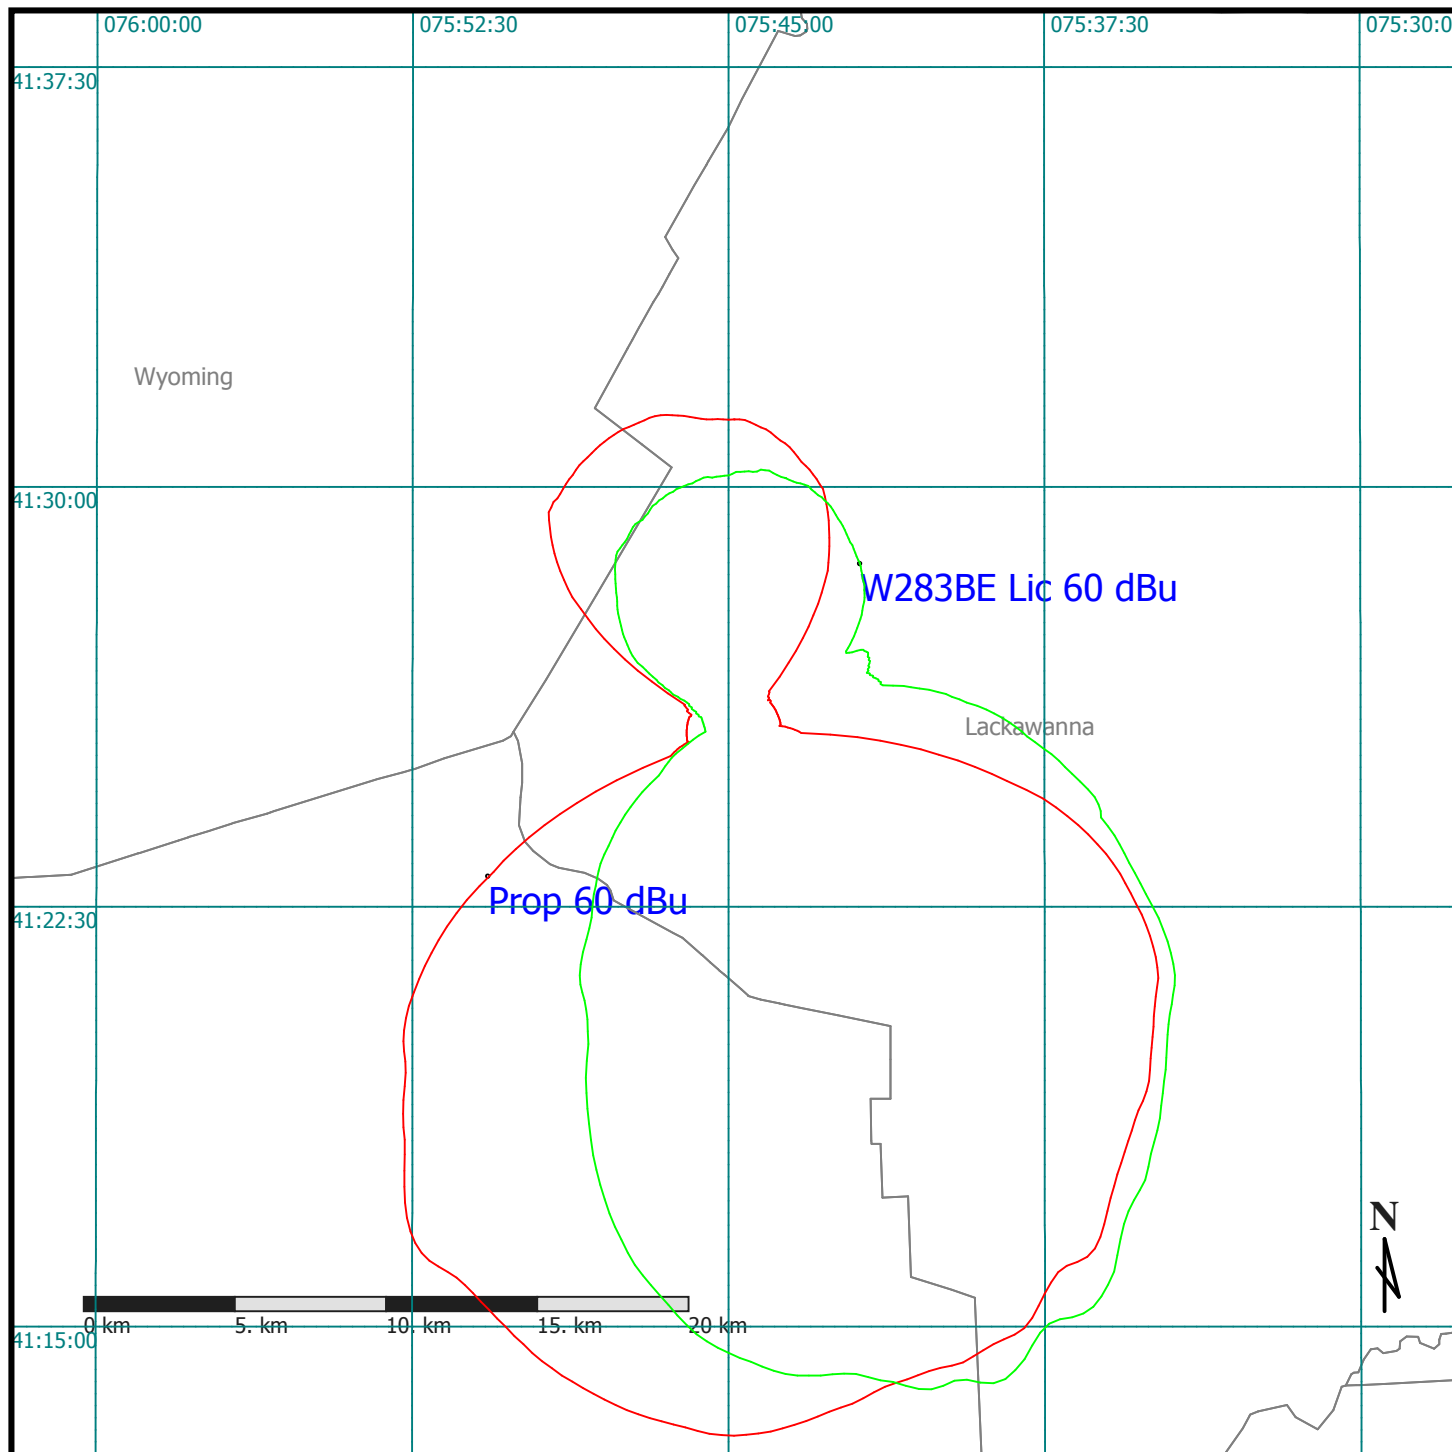 076:00:00
075:52:30
075:45:00
075:37:30
075:30:0
41:37:30
Wyoming
41:30:00
W283BE Lic 60 dBu
Lackawanna
Prop 60 dBu
41:22:30
N
0 km
5. km
10. km
15. km
20 km
41:15:00